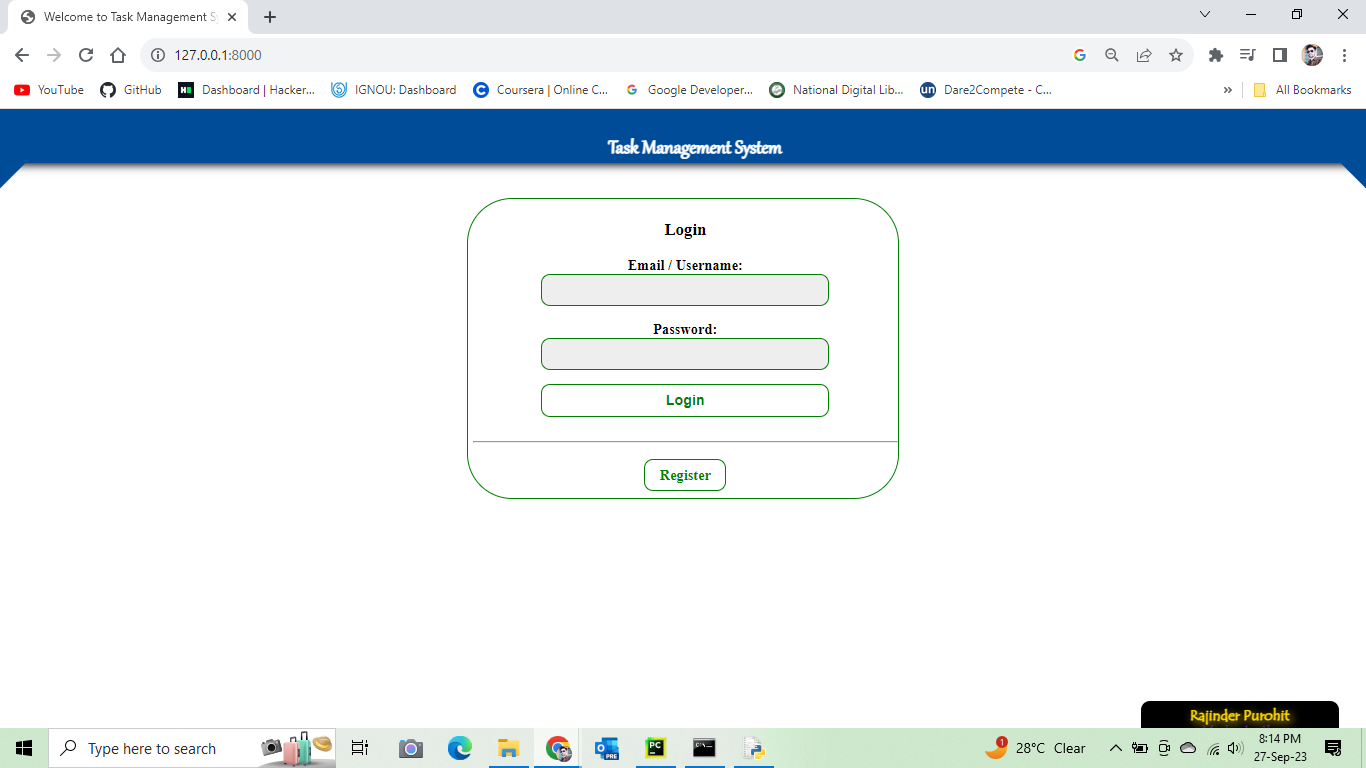 Welcome to Task Management S
127.0.0.1:8000
YouTube GitHub Dashboard | Hacker... IGNOU: Dashboard Coursera | Online C... Google Developer... National Digital Lib... Dare2Compete - C... » All Bookmarks
Task Management System
Login
Email / Username:
Password:
Login
Register
Rajinder Purohit
Type here to search
28°C Clear
8:14 PM
27-Sep-23